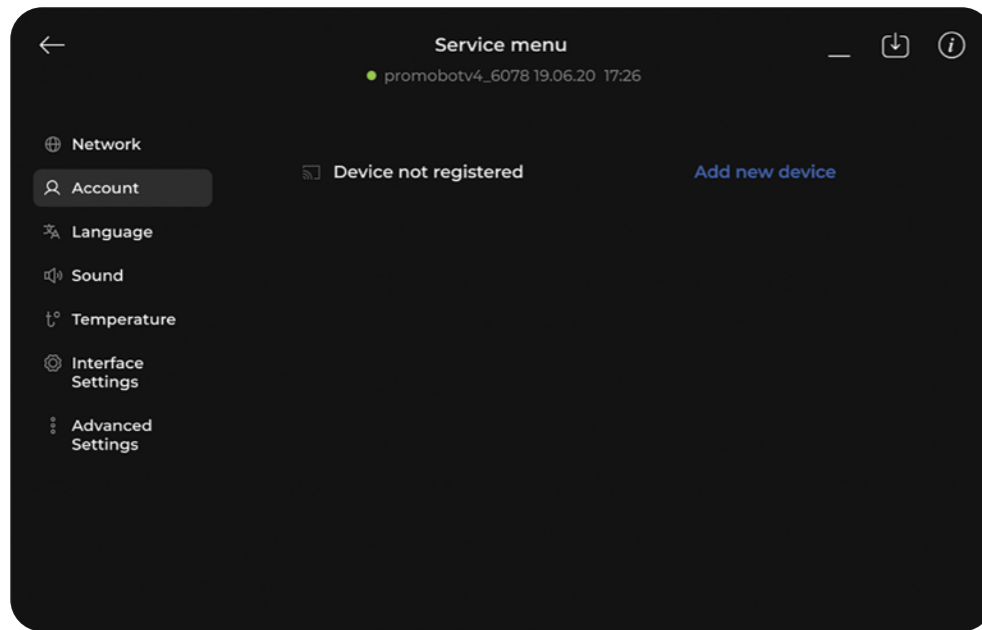 Service menu
promobotv4_6078 19.06.20 17:26
Network
Account
Language
Sound
t° Temperature
Interface
Settings
Advanced
Settings
Device not registered
Add new device